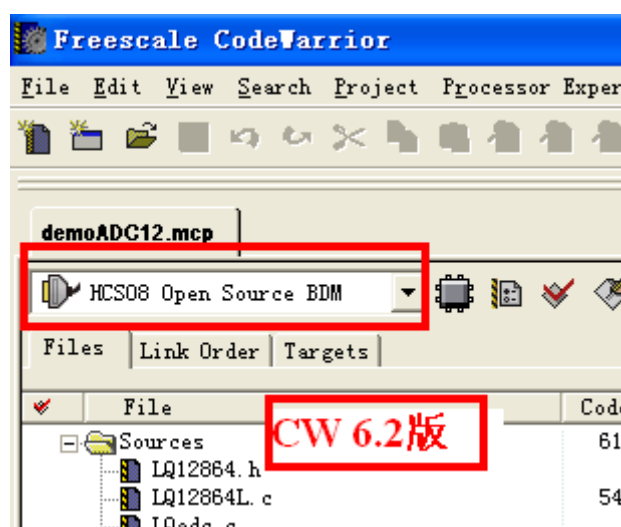 Freescale CodeWarrior
File Edit View Search Project Processor Exper
demoADC12.mcp
HCS08 Open Source BDM
Files Link Order Targets
File Code
Sources 61
CW 6.2版
LQ12864.h
LQ12864L.c 54